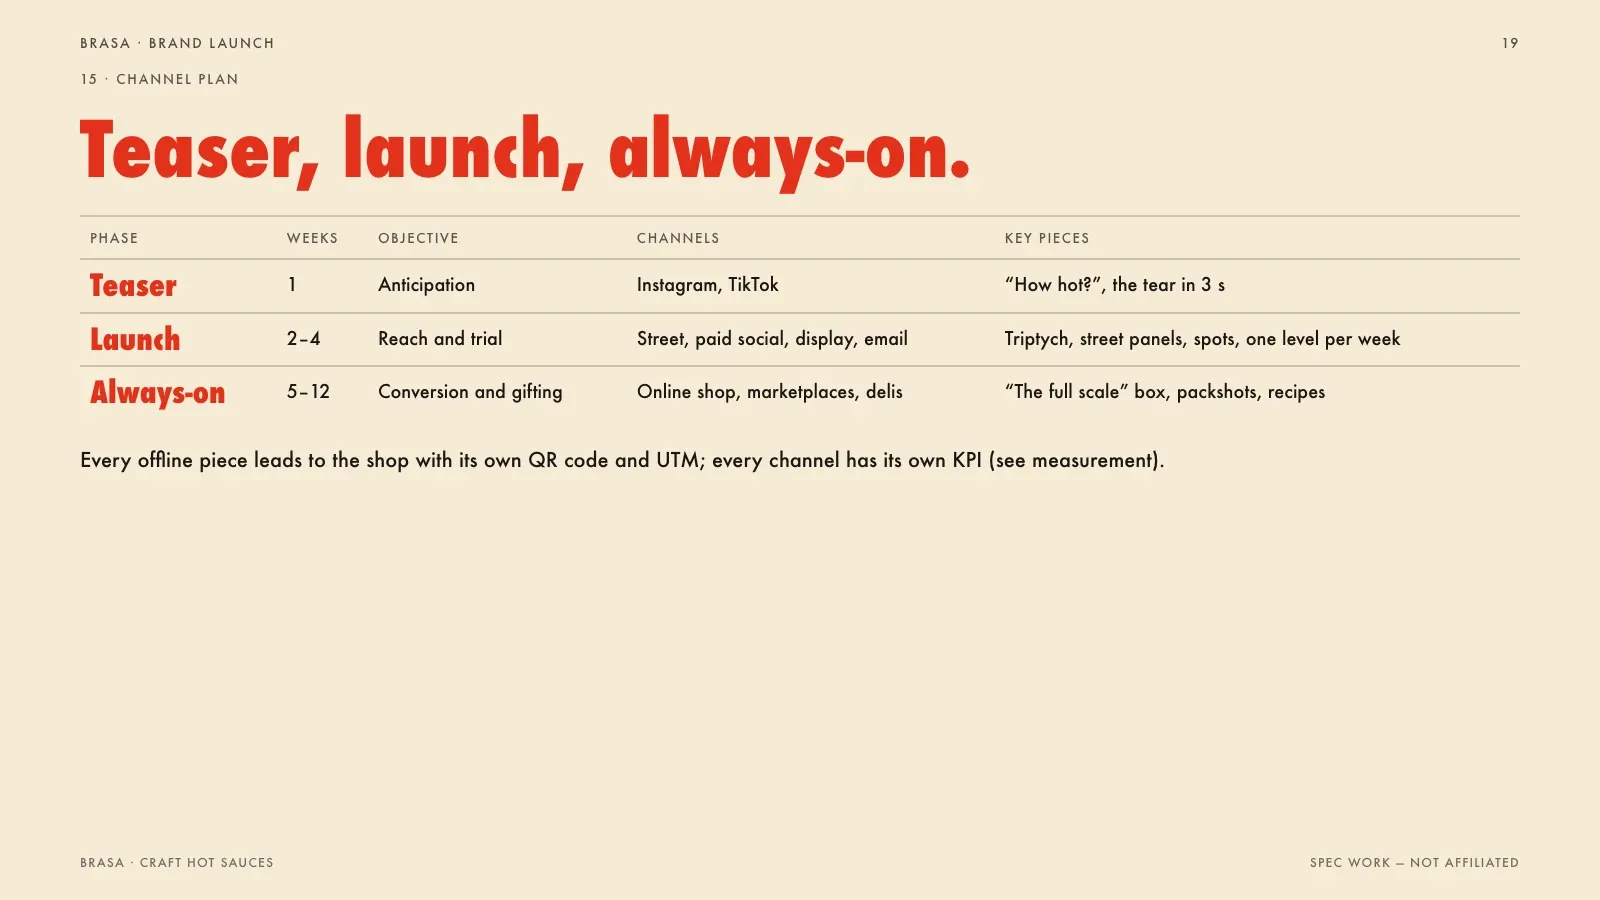 BRASA · BRAND LAUNCH 19
15 · CHANNEL PLAN
Teaser, launch, always-on.
PHASE WEEKS OBJECTIVE CHANNELS KEY PIECES
Teaser 1 Anticipation Instagram, TikTok “How hot?”, the tear in 3 s
Launch 2–4 Reach and trial Street, paid social, display, email Triptych, street panels, spots, one level per week
Always-on 5–12 Conversion and gifting Online shop, marketplaces, delis “The full scale” box, packshots, recipes
Every offline piece leads to the shop with its own QR code and UTM; every channel has its own KPI (see measurement).
BRASA · CRAFT HOT SAUCES SPEC WORK — NOT AFFILIATED